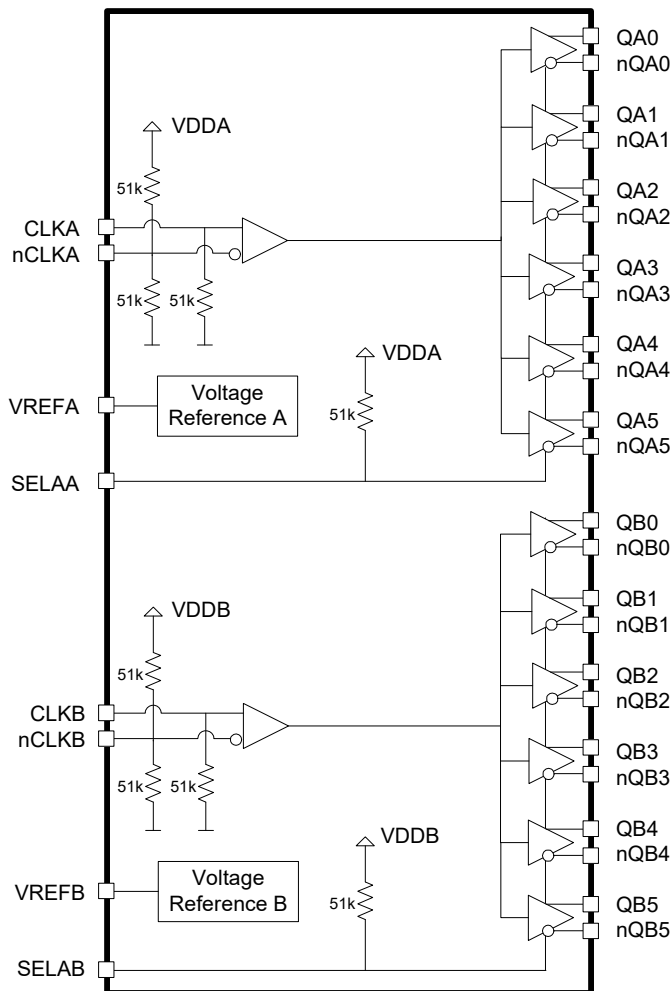 QA0
nQA0
VDDA
QA1
nQA1
51k
QA2
nQA2
CLKA
nCLKA
QA3
nQA3
51k
51k
QA4
nQA4
VDDA
VREFA
Voltage
Reference A
51k
QA5
nQA5
SELAA
QB0
nQB0
VDDB
QB1
nQB1
51k
QB2
nQB2
CLKB
nCLKB
QB3
nQB3
51k
51k
QB4
nQB4
VDDB
VREFB
Voltage
Reference B
51k
QB5
nQB5
SELAB